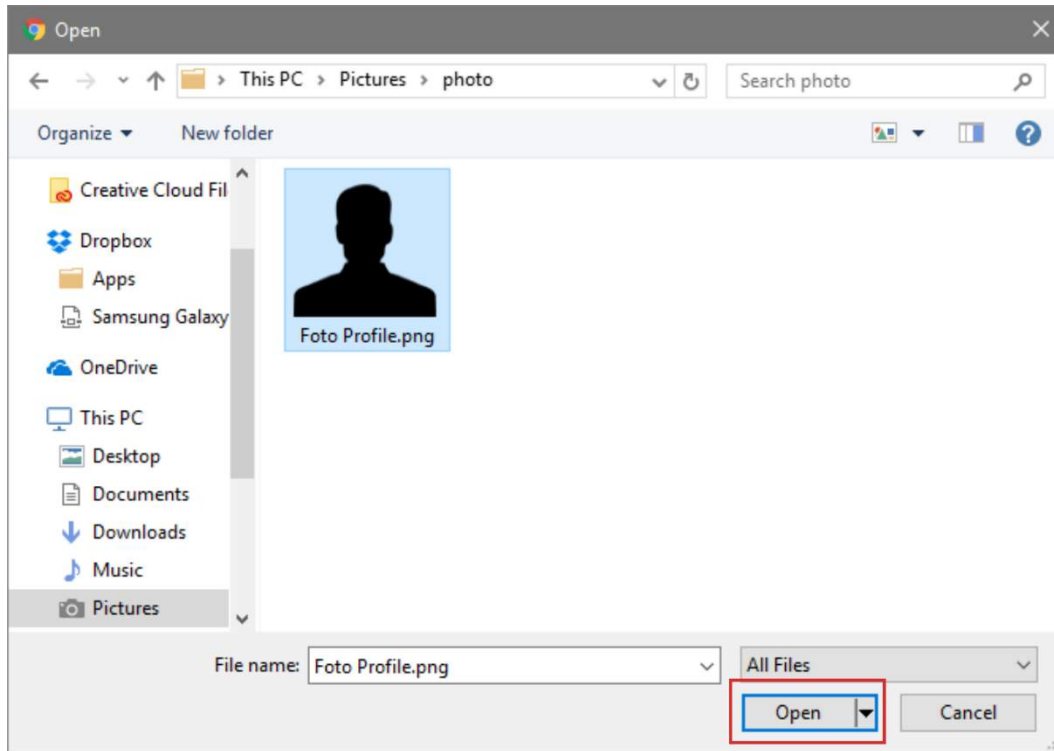 Open
This PC > Pictures > photo
Search photo
Organize
New folder
Creative Cloud Fil
Dropbox
Apps
Samsung Galaxy
OneDrive
This PC
Desktop
Documents
Downloads
Music
Pictures
Foto Profile.png
File name: Foto Profile.png
All Files
Open
Cancel